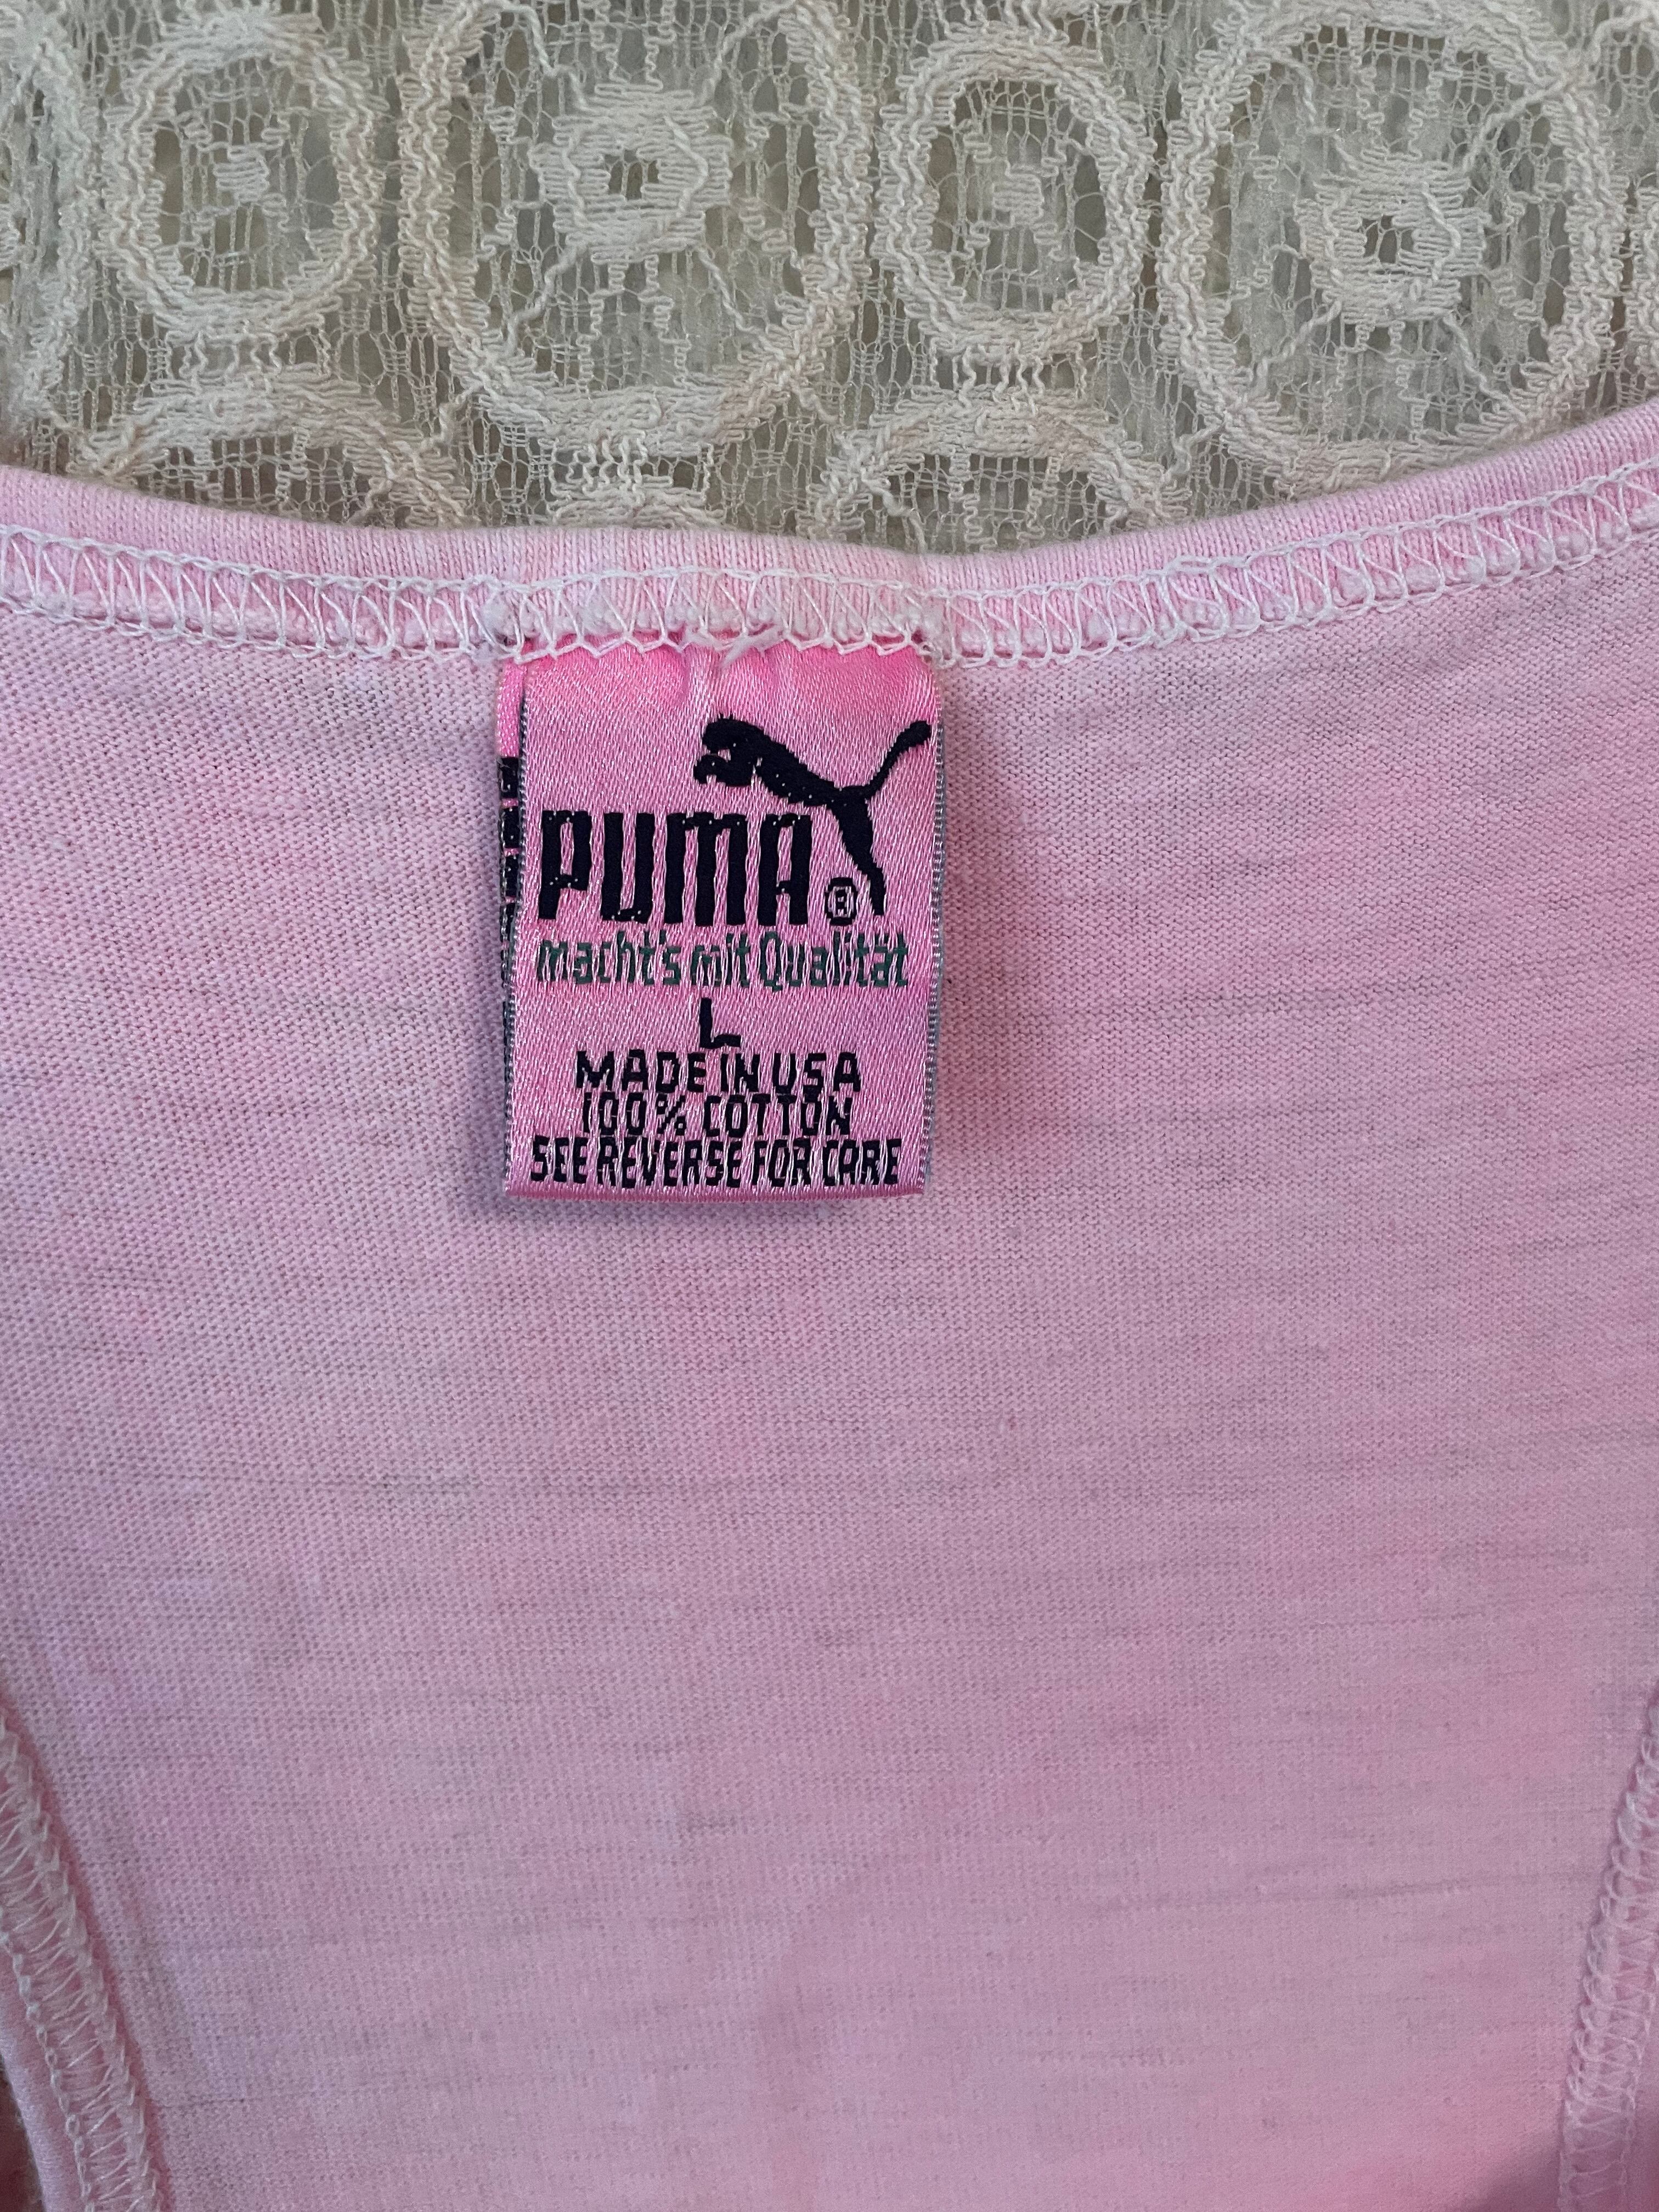 PUMA®
macht's mit Qualität
L
MADE IN USA
100% COTTON
SEE REVERSE FOR CARE